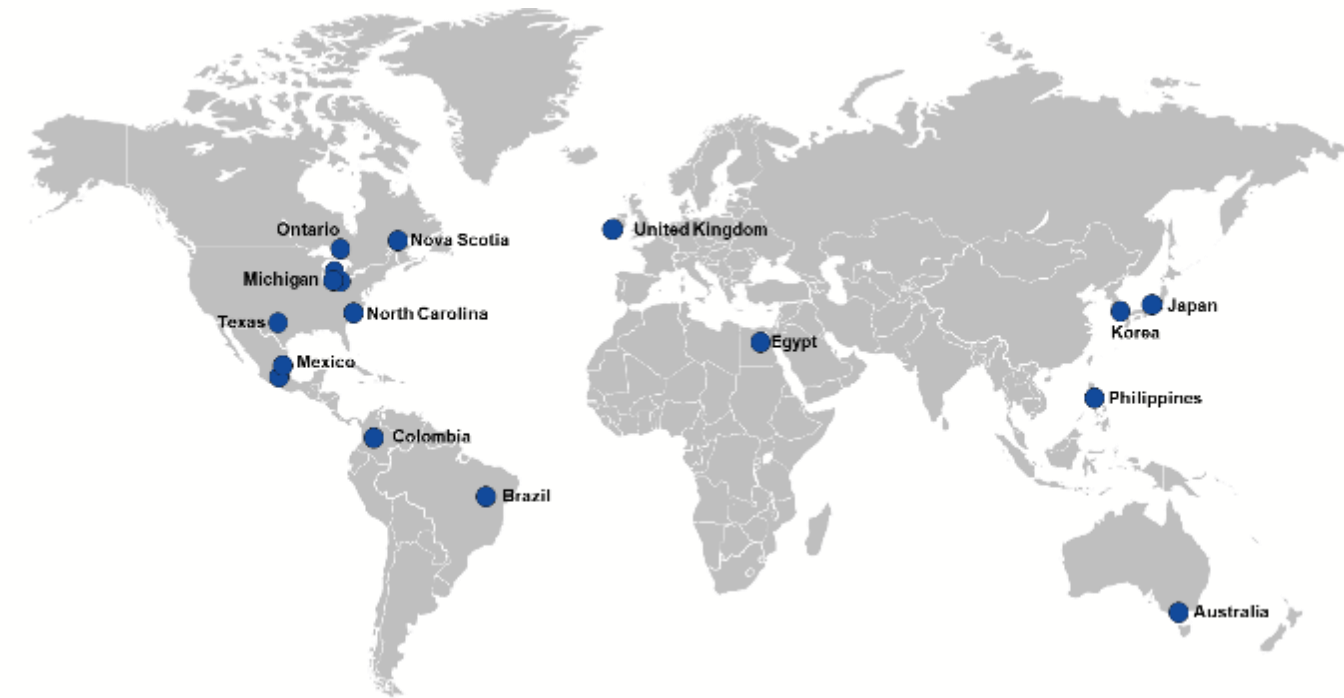 Ontario
Nova Scotia
United Kingdom
Michigan
North Carolina
Japan
Texas
Korea
Egypt
Mexico
Philippines
Colombia
Brazil
Australia